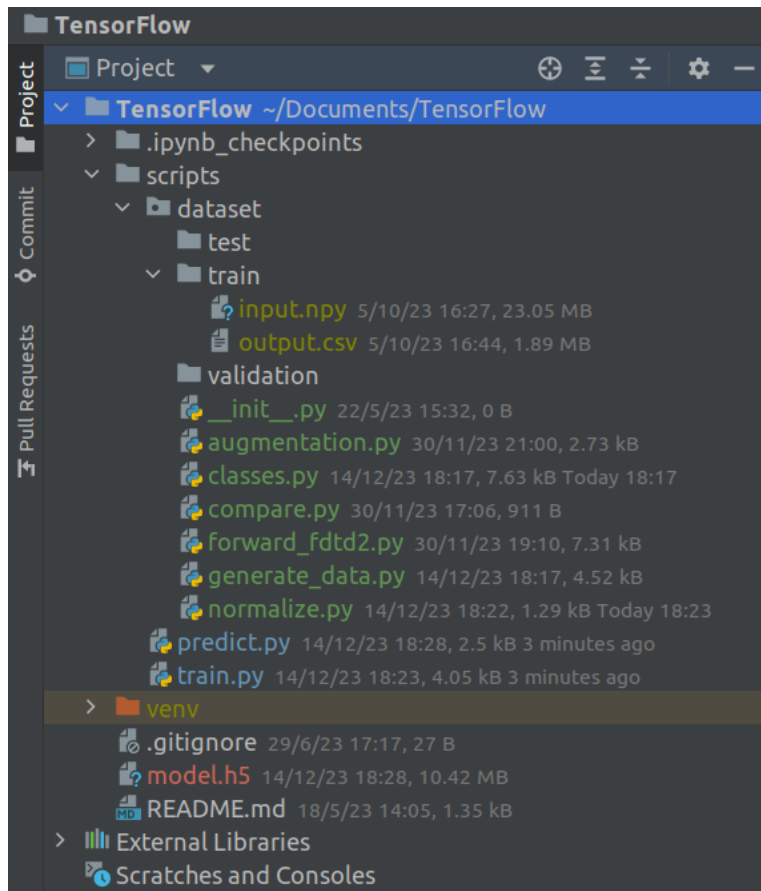 TensorFlow
Project
Project
Commit
Pull Requests
TensorFlow ~/Documents/TensorFlow
.ipynb_checkpoints
scripts
dataset
test
train
input.npy 5/10/23 16:27, 23.05 MB
output.csv 5/10/23 16:44, 1.89 MB
validation
__init__.py 22/5/23 15:32, 0 B
augmentation.py 30/11/23 21:00, 2.73 kB
classes.py 14/12/23 18:17, 7.63 kB Today 18:17
compare.py 30/11/23 17:06, 911 B
forward_fdtd2.py 30/11/23 19:10, 7.31 kB
generate_data.py 14/12/23 18:17, 4.52 kB
normalize.py 14/12/23 18:22, 1.29 kB Today 18:23
predict.py 14/12/23 18:28, 2.5 kB 3 minutes ago
train.py 14/12/23 18:23, 4.05 kB 3 minutes ago
venv
.gitignore 29/6/23 17:17, 27 B
model.h5 14/12/23 18:28, 10.42 MB
MD README.md 18/5/23 14:05, 1.35 kB
External Libraries
Scratches and Consoles